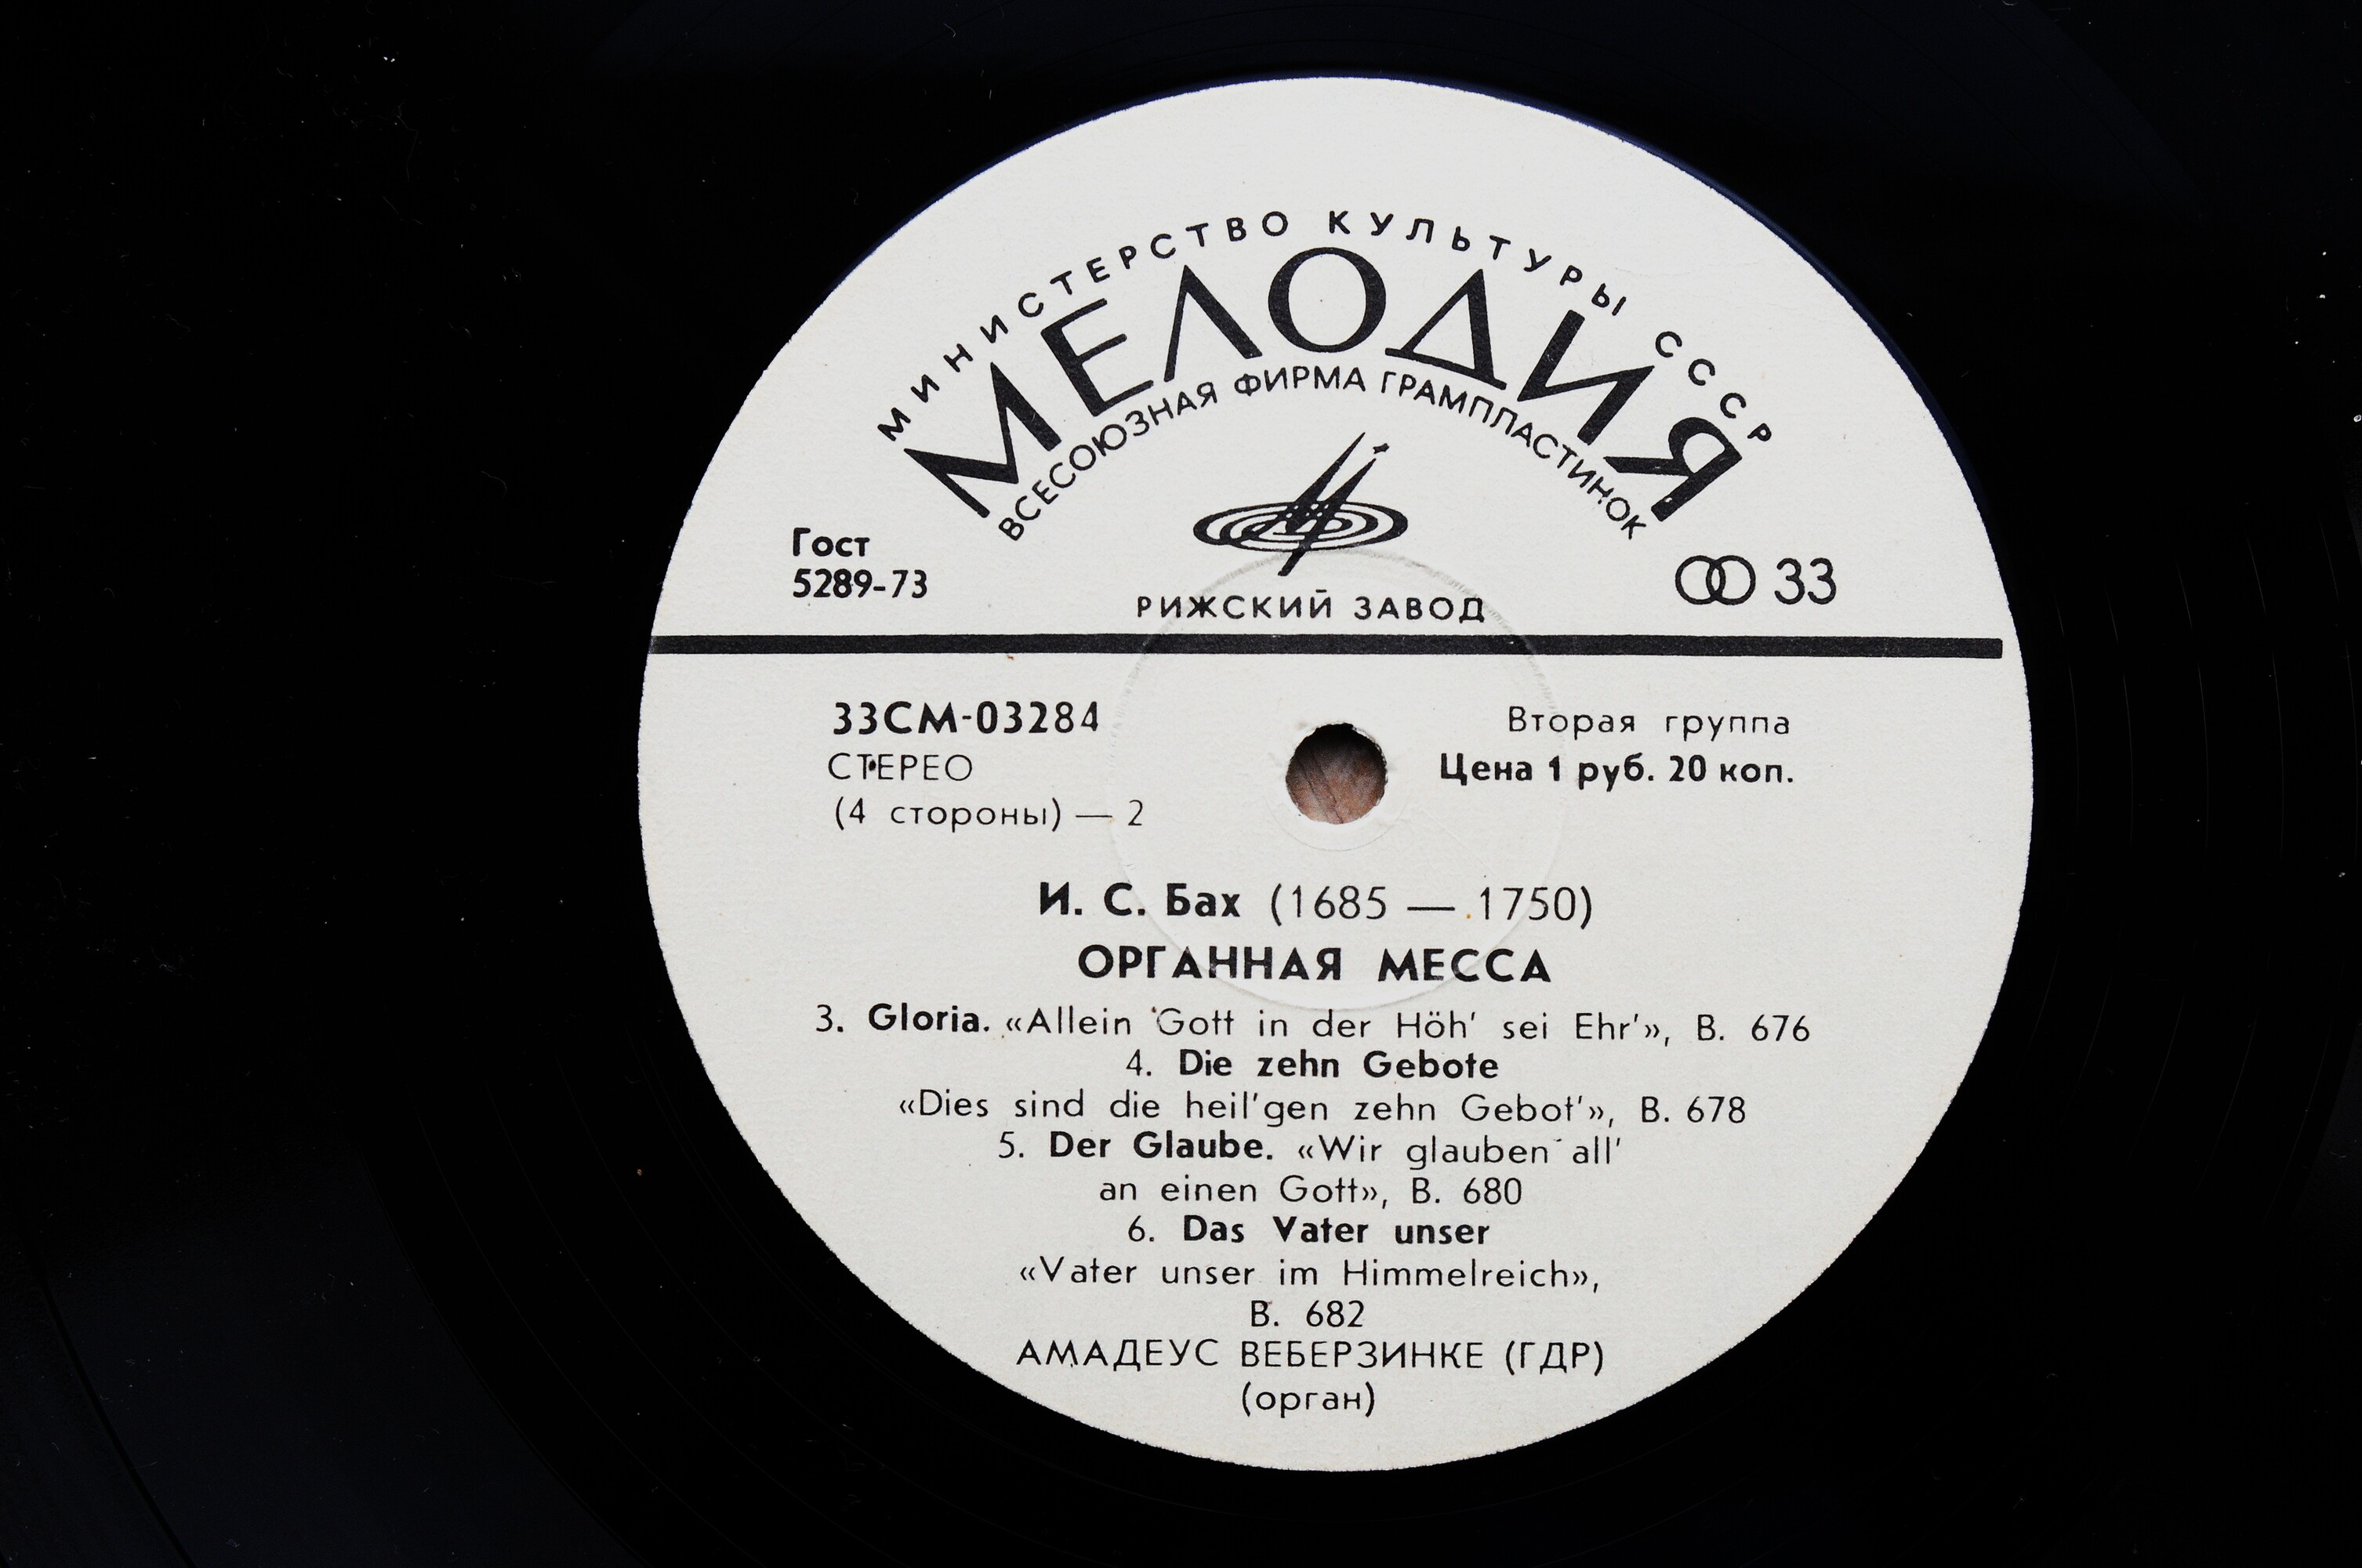 МИНИСТЕРСТВО КУЛЬТУРЫ СССР
МЕЛОДИЯ
ВСЕСОЮЗНАЯ ФИРМА ГРАМПЛАСТИНОК
Гост
5289-73
33
РИЖСКИЙ ЗАВОД
33СМ-03284
СТЕРЕО
(4 стороны) — 2
Вторая группа
Цена 1 руб. 20 коп.
И. С. Бах (1685 — 1750)
ОРГАННАЯ МЕССА
3. Gloria. «Allein Gott in der Höh' sei Ehr'», B. 676
4. Die zehn Gebote
«Dies sind die heil'gen zehn Gebot'», B. 678
5. Der Glaube. «Wir glauben all'
an einen Gott», B. 680
6. Das Vater unser
«Vater unser im Himmelreich»,
B. 682
АМАДЕУС ВЕБЕРЗИНКЕ (ГДР)
(орган)